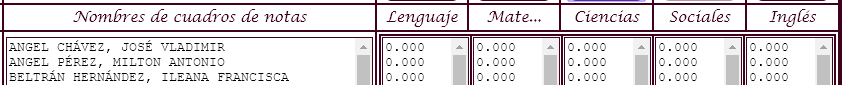 Nombres de cuadros de notas Lenguaje Mate... Ciencias Sociales Inglés
ANGEL CHÁVEZ, JOSÉ VLADIMIR 0.000 0.000 0.000 0.000 0.000
ANGEL PÉREZ, MILTON ANTONIO 0.000 0.000 0.000 0.000 0.000
BELTRÁN HERNÁNDEZ, ILEANA FRANCISCA 0.000 0.000 0.000 0.000 0.000